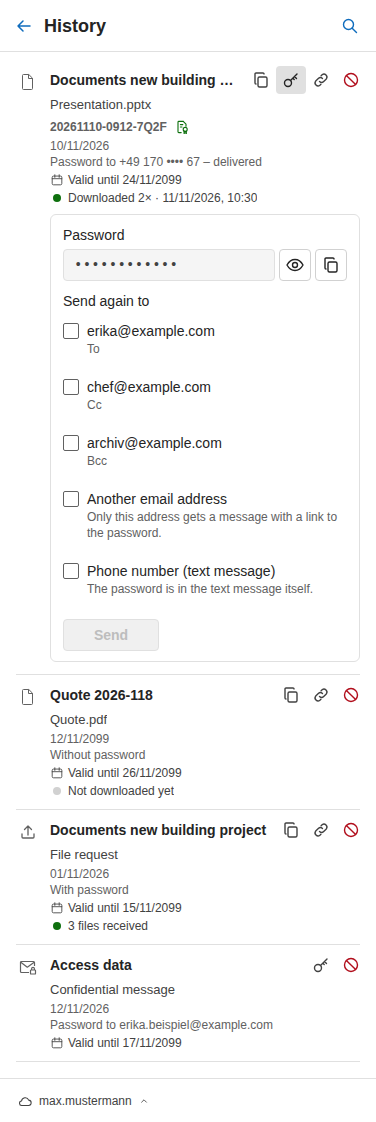 History
Documents new building …
Presentation.pptx
20261110-0912-7Q2F
10/11/2026
Password to +49 170 •••• 67 – delivered
Valid until 24/11/2099
Downloaded 2× · 11/11/2026, 10:30
Password
••••••••••••
Send again to
erika@example.com
To
chef@example.com
Cc
archiv@example.com
Bcc
Another email address
Only this address gets a message with a link to
the password.
Phone number (text message)
The password is in the text message itself.
Send
Quote 2026-118
Quote.pdf
12/11/2099
Without password
Valid until 26/11/2099
Not downloaded yet
Documents new building project
File request
01/11/2026
With password
Valid until 15/11/2099
3 files received
Access data
Confidential message
12/11/2026
Password to erika.beispiel@example.com
Valid until 17/11/2099
max.mustermann